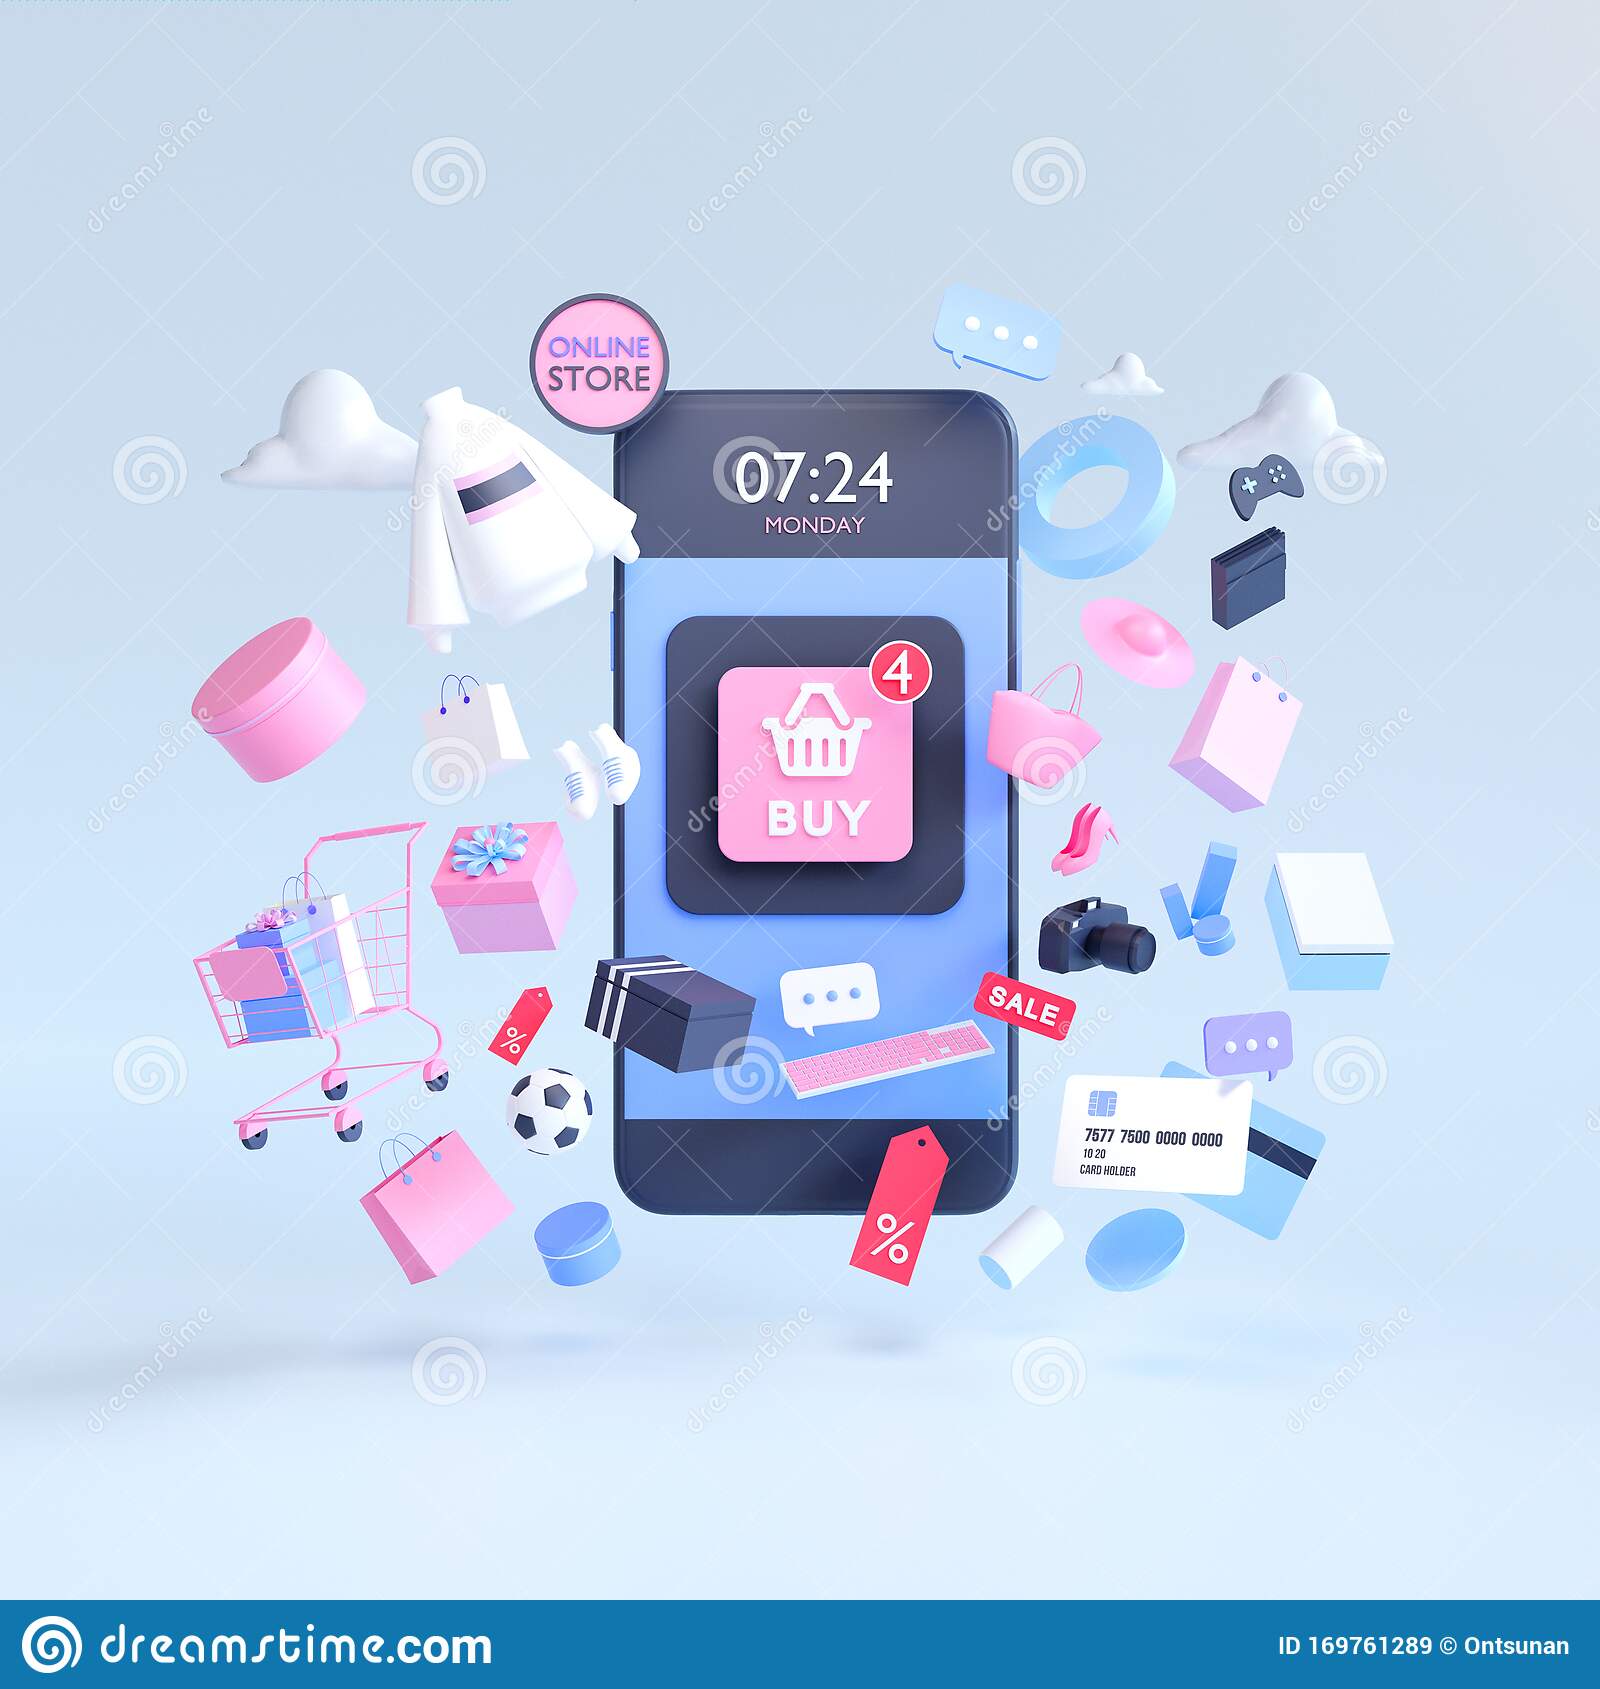 ONLINE
STORE
07:24
MONDAY
4
BUY
SALE
%
7577 7500 0000 0000
10 20
CARD HOLDER
%
dreamstime
dreamstime.com
ID 169761289 © Ontsunan